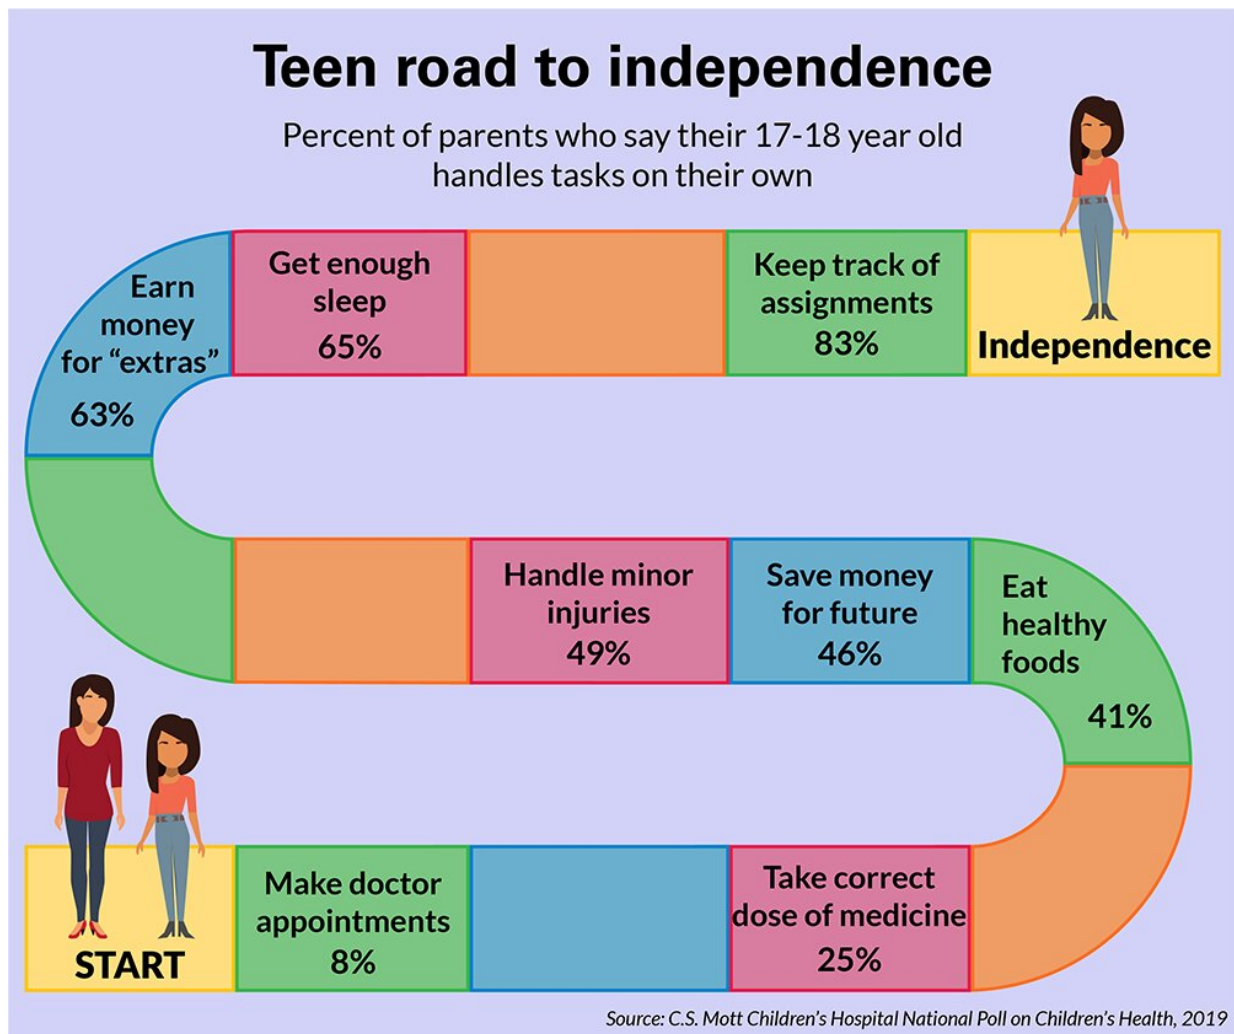 Teen road to independence
Percent of parents who say their 17-18 year old
handles tasks on their own
Earn
money
for “extras”
63%
Get enough
sleep
65%
Keep track of
assignments
83%
Independence
Handle minor
injuries
49%
Save money
for future
46%
Eat
healthy
foods
41%
START
Make doctor
appointments
8%
Take correct
dose of medicine
25%
Source: C.S. Mott Children’s Hospital National Poll on Children’s Health, 2019